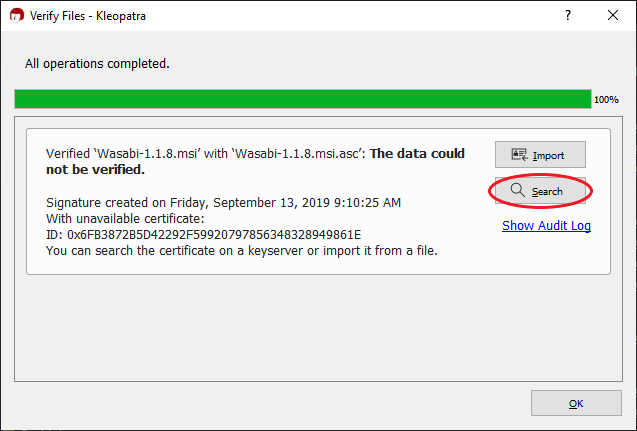 Verify Files - Kleopatra
?
All operations completed.
100%
Verified ‘Wasabi-1.1.8.msi’ with ‘Wasabi-1.1.8.msi.asc’: The data could
not be verified.
Import
Search
Signature created on Friday, September 13, 2019 9:10:25 AM
With unavailable certificate:
Show Audit Log
ID: 0x6FB3872B5D42292F59920797856348328949861E
You can search the certificate on a keyserver or import it from a file.
OK